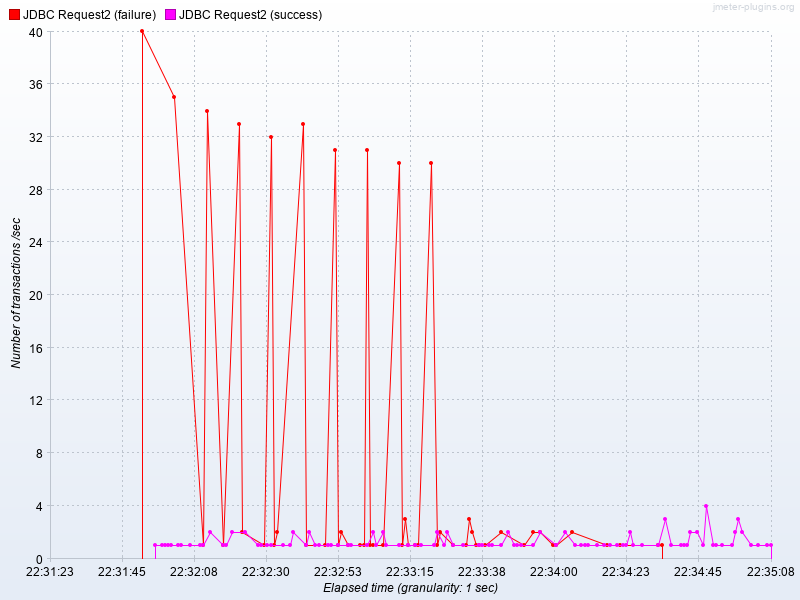 JDBC Request2 (failure) JDBC Request2 (success)
jmeter-plugins.org
40
36
32
28
24
20
16
12
8
4
0
Number of transactions /sec
22:31:23 22:31:45 22:32:08 22:32:30 22:32:53 22:33:15 22:33:38 22:34:00 22:34:23 22:34:45 22:35:08
Elapsed time (granularity: 1 sec)